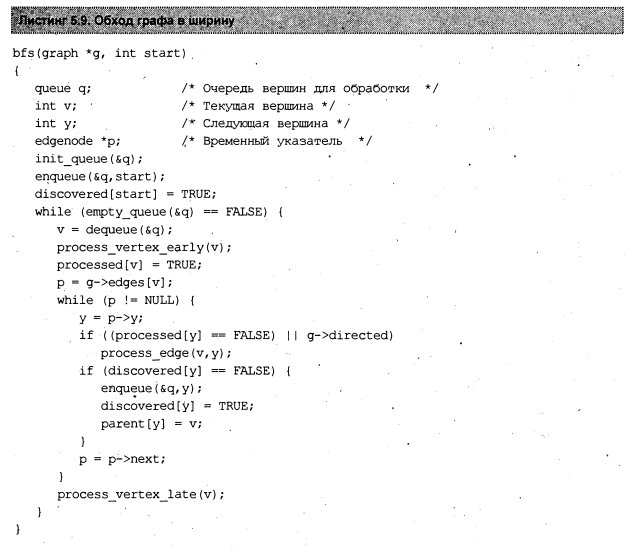 Листинг 5.9. Обход графа в ширину
bfs(graph *g, int start)
{
queue q; /* Очередь вершин для обработки */
int v; /* Текущая вершина */
int y; /* Следующая вершина */
edgenode *p; /* Временный указатель */
init_queue(&q);
enqueue(&q,start);
discovered[start] = TRUE;
while (empty_queue(&q) == FALSE) {
v = dequeue(&q);
process_vertex_early(v);
processed[v] = TRUE;
p = g->edges[v];
while (p != NULL) {
y = p->y;
if ((processed[y] == FALSE) || g->directed)
process_edge(v,y);
if (discovered[y] == FALSE) {
enqueue(&q,y);
discovered[y] = TRUE;
parent[y] = v;
}
p = p->next;
}
process_vertex_late(v);
}
}